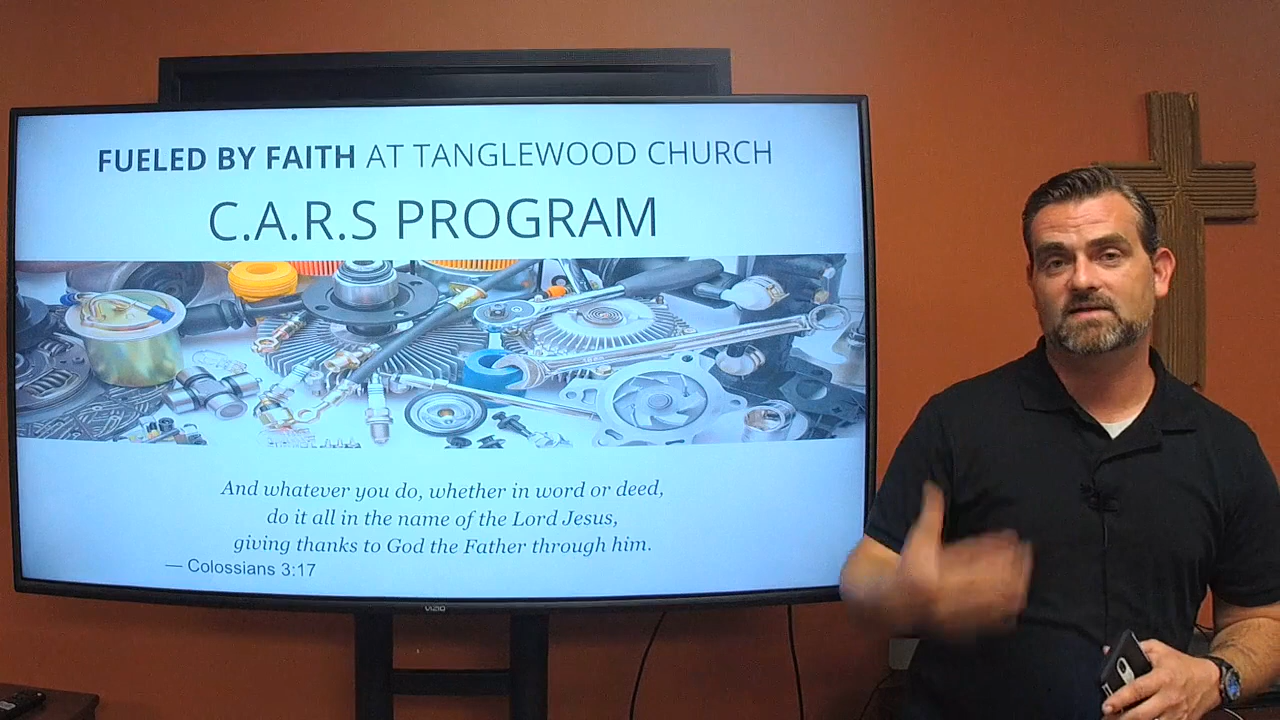 FUELED BY FAITH AT TANGLEWOOD CHURCH
C.A.R.S PROGRAM
And whatever you do, whether in word or deed,
do it all in the name of the Lord Jesus,
giving thanks to God the Father through him.
— Colossians 3:17
VIZIO